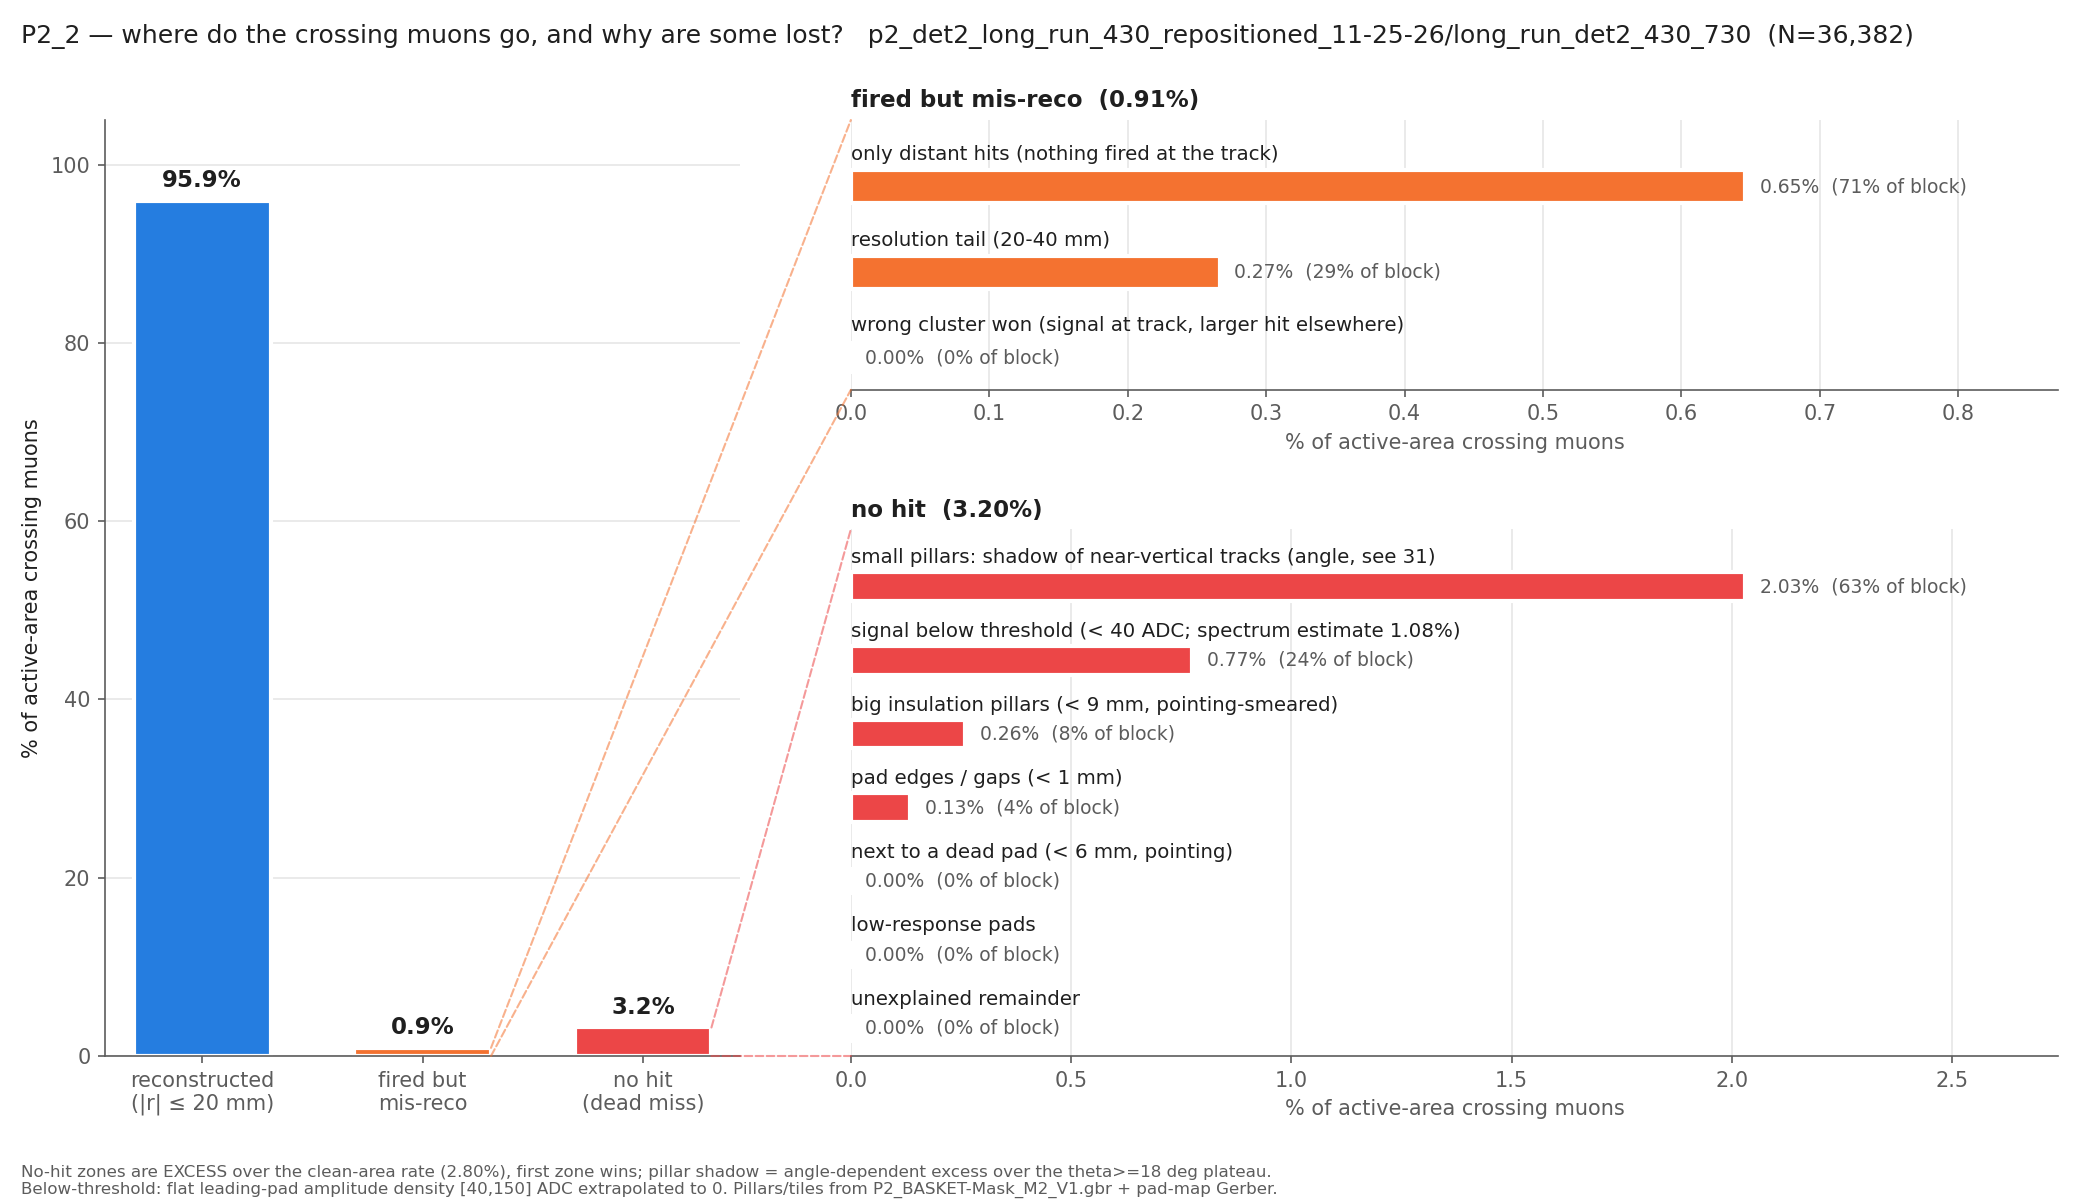 P2_2 — where do the crossing muons go, and why are some lost?   p2_det2_long_run_430_repositioned_11-25-26/long_run_det2_430_730  (N=36,382)
% of active-area crossing muons
100
80
60
40
20
0
95.9%
0.9%
3.2%
reconstructed
(|r| ≤ 20 mm)
fired but
mis-reco
no hit
(dead miss)
fired but mis-reco  (0.91%)
only distant hits (nothing fired at the track)
0.65%  (71% of block)
resolution tail (20-40 mm)
0.27%  (29% of block)
wrong cluster won (signal at track, larger hit elsewhere)
0.00%  (0% of block)
0.0 0.1 0.2 0.3 0.4 0.5 0.6 0.7 0.8
% of active-area crossing muons
no hit  (3.20%)
small pillars: shadow of near-vertical tracks (angle, see 31)
2.03%  (63% of block)
signal below threshold (< 40 ADC; spectrum estimate 1.08%)
0.77%  (24% of block)
big insulation pillars (< 9 mm, pointing-smeared)
0.26%  (8% of block)
pad edges / gaps (< 1 mm)
0.13%  (4% of block)
next to a dead pad (< 6 mm, pointing)
0.00%  (0% of block)
low-response pads
0.00%  (0% of block)
unexplained remainder
0.00%  (0% of block)
0.0 0.5 1.0 1.5 2.0 2.5
% of active-area crossing muons
No-hit zones are EXCESS over the clean-area rate (2.80%), first zone wins; pillar shadow = angle-dependent excess over the theta>=18 deg plateau.
Below-threshold: flat leading-pad amplitude density [40,150] ADC extrapolated to 0. Pillars/tiles from P2_BASKET-Mask_M2_V1.gbr + pad-map Gerber.